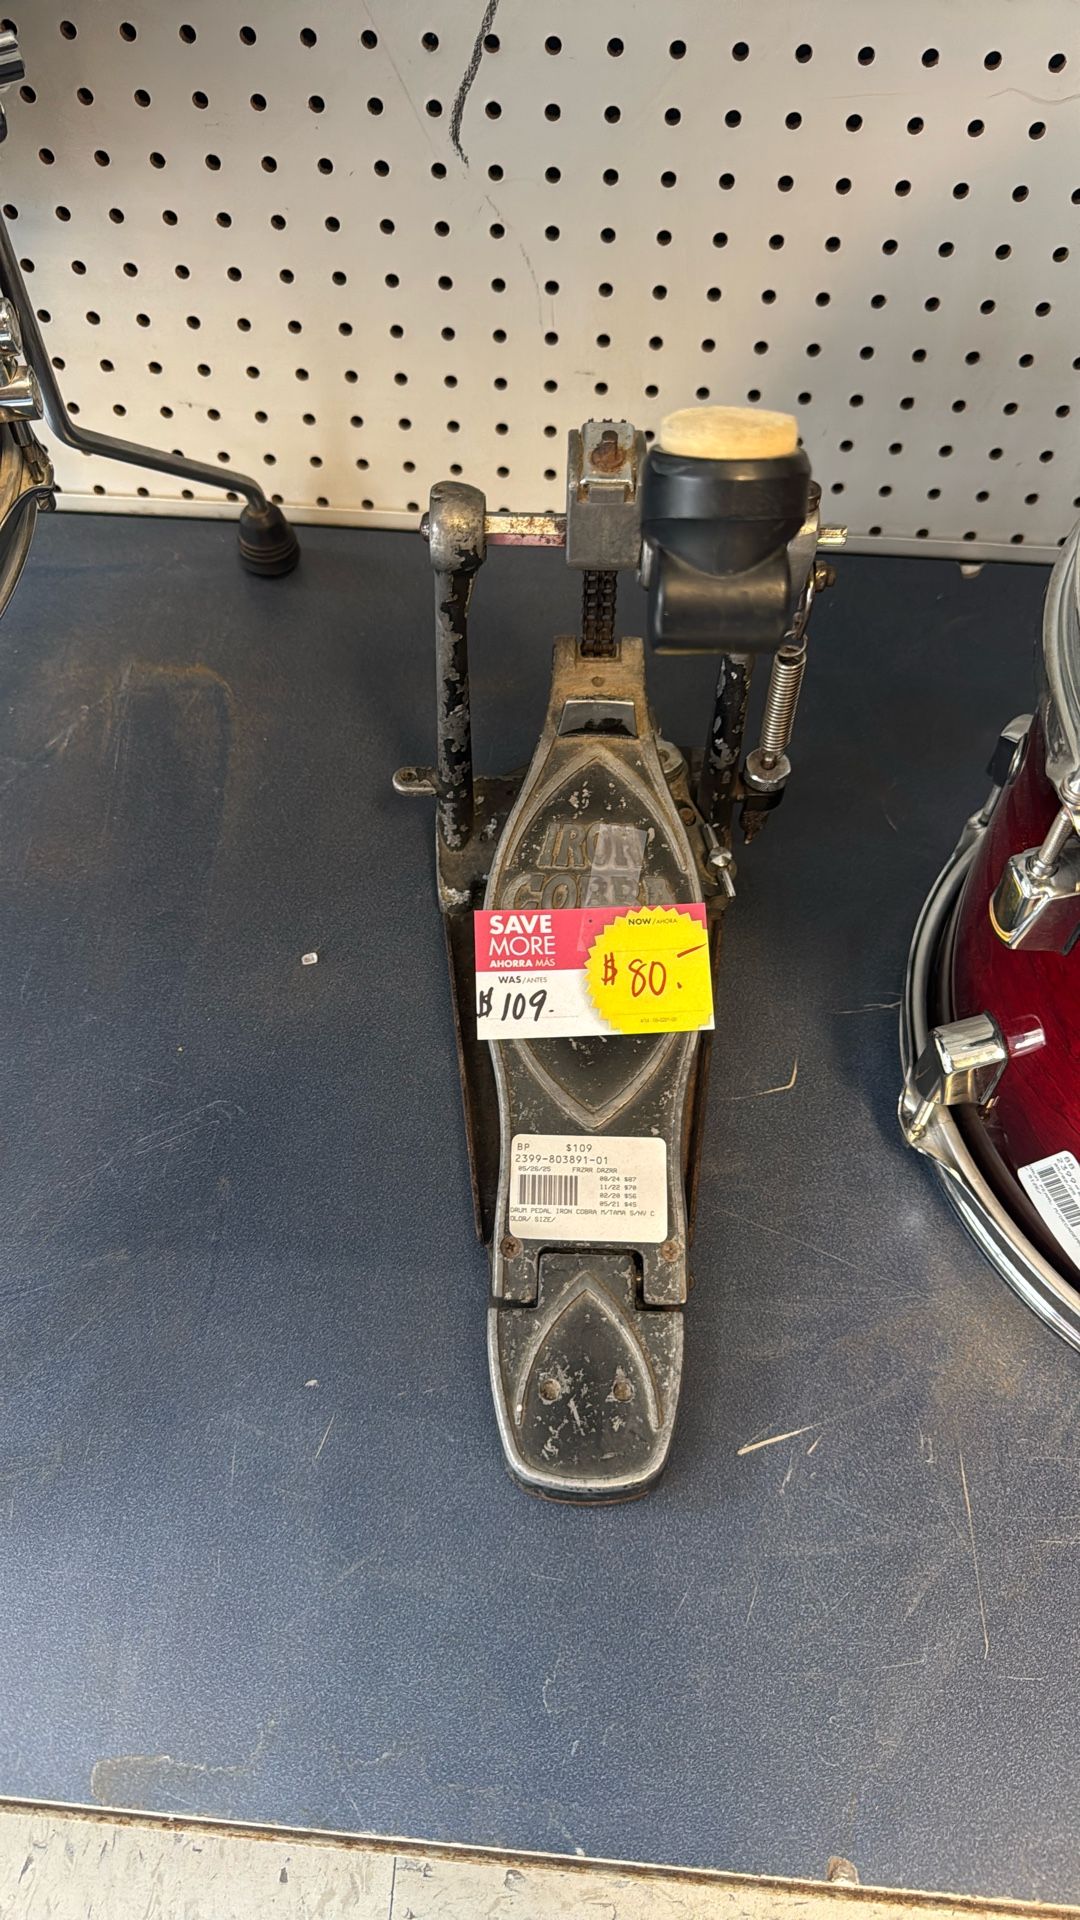 IRON
COBRA
SAVE
MORE
AHORRA MÁS
WAS/ANTES
$109.-
NOW/AHORA
$80.-
BP $109
2399-803891-01
05/26/25 FRZRR DRZRR
08/24 $87
11/22 $70
02/20 $56
05/21 $45
DRUM PEDAL IRON COBRA M/TAMA S/NV C
OLOR/ SIZE/